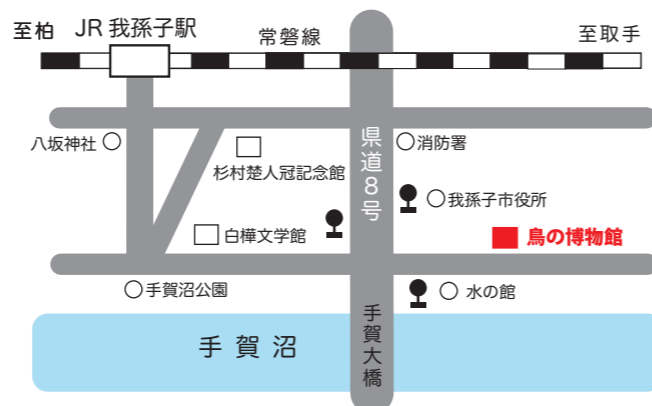 至柏
JR 我孫子駅
常磐線
至取手
八坂神社
消防署
杉村楚人冠記念館
県道8号
我孫子市役所
白樺文学館
鳥の博物館
手賀沼公園
水の館
手賀沼
手賀大橋